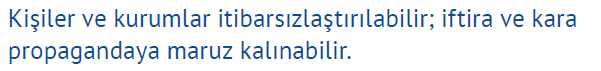 Kişiler ve kurumlar itibarsızlaştırılabilir; iftira ve kara
propagandaya maruz kalınabilir.